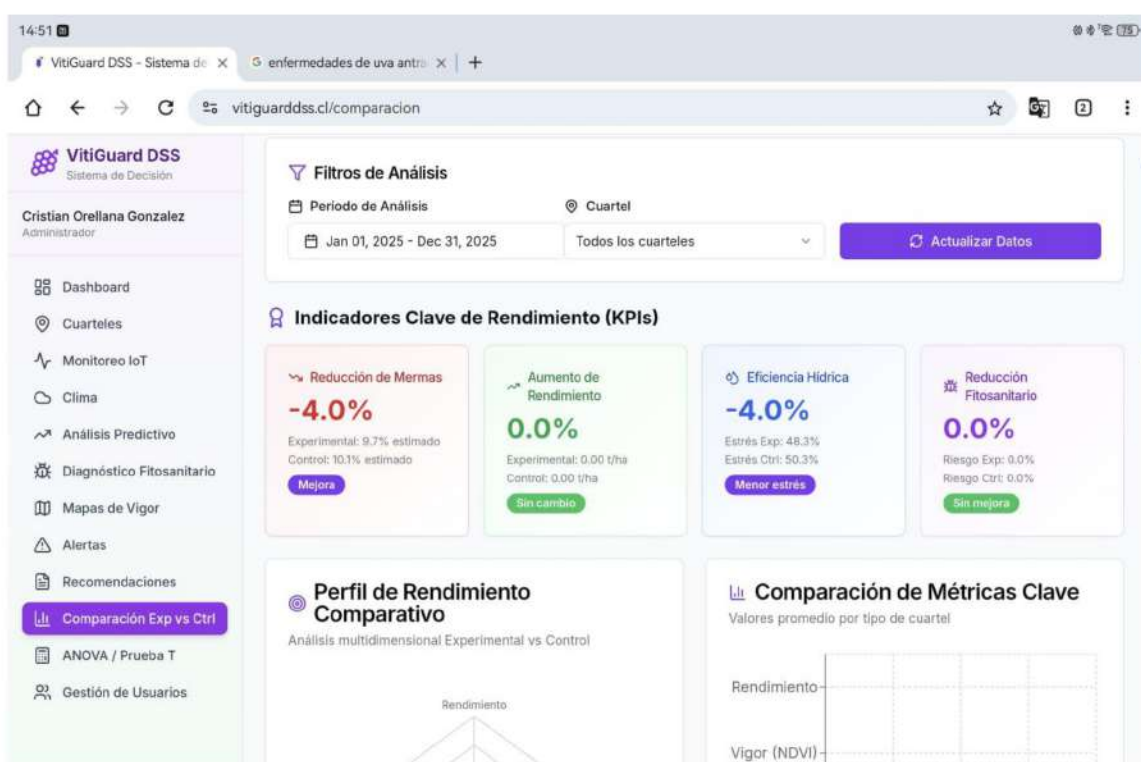 14:51
75
VitiGuard DSS - Sistema de
enfermedades de uva antra
vitiguarddss.cl/comparacion
2
VitiGuard DSS
Sistema de Decisión
Cristian Orellana Gonzalez
Administrador
Dashboard
Cuarteles
Monitoreo IoT
Clima
Análisis Predictivo
Diagnóstico Fitosanitario
Mapas de Vigor
Alertas
Recomendaciones
Comparación Exp vs Ctrl
ANOVA / Prueba T
Gestión de Usuarios
Filtros de Análisis
Período de Análisis
Cuartel
Jan 01, 2025 - Dec 31, 2025
Todos los cuarteles
Actualizar Datos
Indicadores Clave de Rendimiento (KPIs)
Reducción de Mermas
-4.0%
Experimental: 9.7% estimado
Control: 10.1% estimado
Mejora
Aumento de
Rendimiento
0.0%
Experimental: 0.00 t/ha
Control: 0.00 t/ha
Sin cambio
Eficiencia Hídrica
-4.0%
Estrés Exp: 48.3%
Estrés Ctrl: 50.3%
Menor estrés
Reducción
Fitosanitario
0.0%
Riesgo Exp: 0.0%
Riesgo Ctrl: 0.0%
Sin mejora
Perfil de Rendimiento
Comparativo
Análisis multidimensional Experimental vs Control
Rendimiento
Comparación de Métricas Clave
Valores promedio por tipo de cuartel
Rendimiento
Vigor (NDVI)